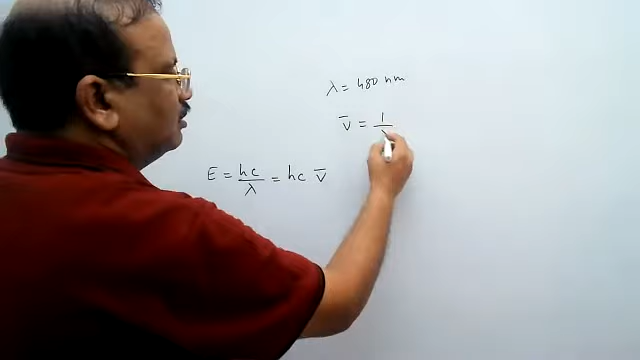 λ = 480 nm
v̅ = 1/λ
E = hc/λ = hc v̅